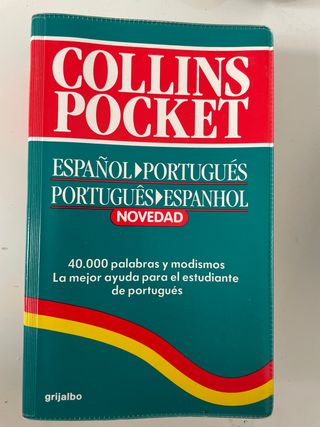 COLLINS
POCKET
ESPAÑOL▶PORTUGUÉS
PORTUGUÊS▶ESPANHOL
NOVEDAD
40.000 palabras y modismos
La mejor ayuda para el estudiante
de portugués
grijalbo